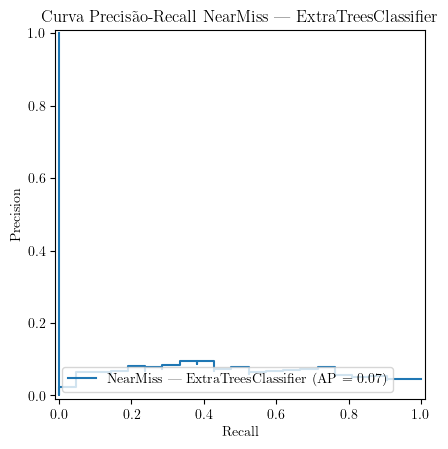 Curva Precisão-Recall NearMiss — ExtraTreesClassifier
1.0
0.8
0.6
0.4
0.2
0.0
Precision
NearMiss — ExtraTreesClassifier (AP = 0.07)
0.0 0.2 0.4 0.6 0.8 1.0
Recall